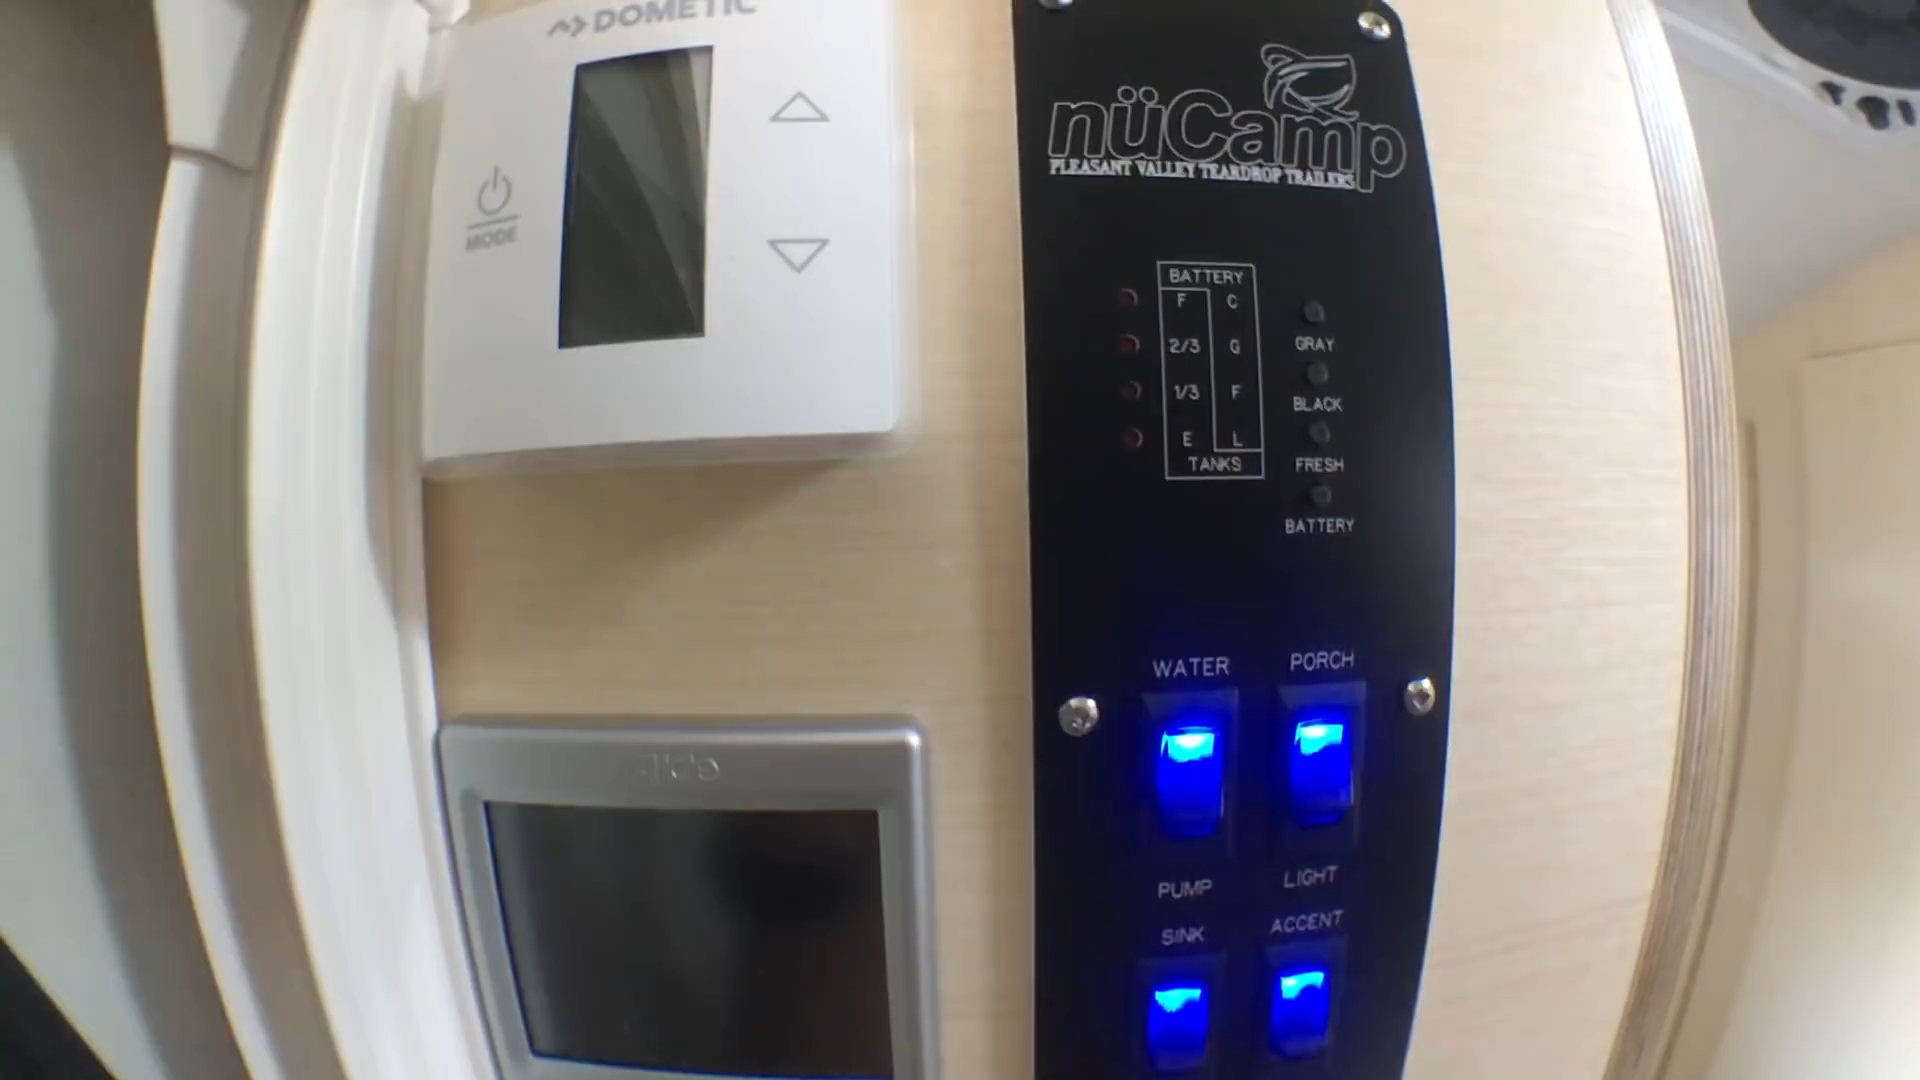 DOMETIC
MODE
nüCamp
PLEASANT VALLEY TEARDROP TRAILERS
BATTERY
F C
2/3 G
1/3 F
E L
TANKS
GRAY
BLACK
FRESH
BATTERY
WATER PORCH
PUMP LIGHT
SINK ACCENT